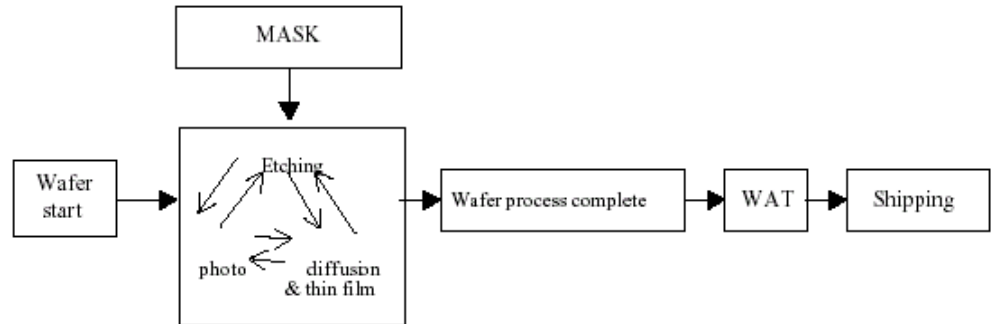 MASK
Wafer
start
Etching
photo
diffusion
& thin film
Wafer process complete
WAT
Shipping